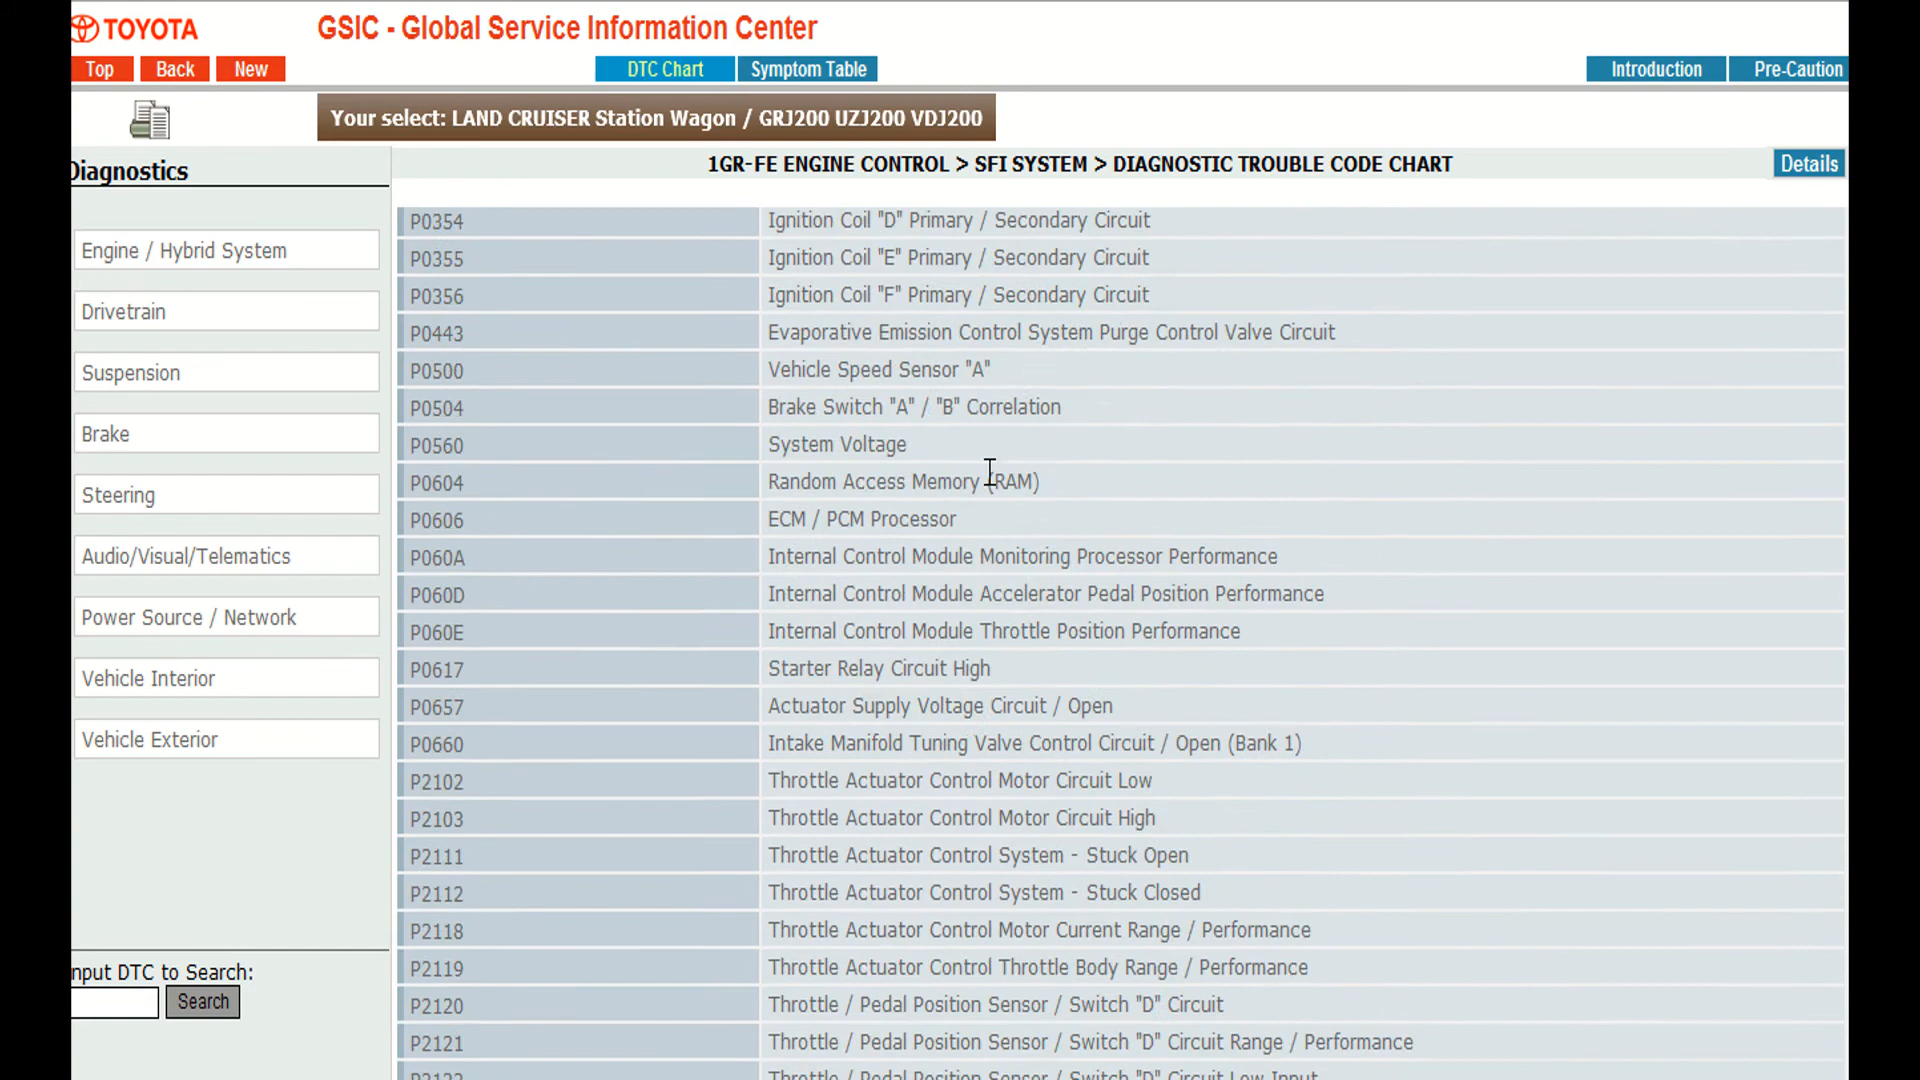 TOYOTA
GSIC - Global Service Information Center
Top Back New DTC Chart Symptom Table Introduction Pre-Caution
Your select: LAND CRUISER Station Wagon / GRJ200 UZJ200 VDJ200
Diagnostics
1GR-FE ENGINE CONTROL > SFI SYSTEM > DIAGNOSTIC TROUBLE CODE CHART Details
Engine / Hybrid System
Drivetrain
Suspension
Brake
Steering
Audio/Visual/Telematics
Power Source / Network
Vehicle Interior
Vehicle Exterior
nput DTC to Search:
Search
P0354 Ignition Coil "D" Primary / Secondary Circuit
P0355 Ignition Coil "E" Primary / Secondary Circuit
P0356 Ignition Coil "F" Primary / Secondary Circuit
P0443 Evaporative Emission Control System Purge Control Valve Circuit
P0500 Vehicle Speed Sensor "A"
P0504 Brake Switch "A" / "B" Correlation
P0560 System Voltage
P0604 Random Access Memory (RAM)
P0606 ECM / PCM Processor
P060A Internal Control Module Monitoring Processor Performance
P060D Internal Control Module Accelerator Pedal Position Performance
P060E Internal Control Module Throttle Position Performance
P0617 Starter Relay Circuit High
P0657 Actuator Supply Voltage Circuit / Open
P0660 Intake Manifold Tuning Valve Control Circuit / Open (Bank 1)
P2102 Throttle Actuator Control Motor Circuit Low
P2103 Throttle Actuator Control Motor Circuit High
P2111 Throttle Actuator Control System - Stuck Open
P2112 Throttle Actuator Control System - Stuck Closed
P2118 Throttle Actuator Control Motor Current Range / Performance
P2119 Throttle Actuator Control Throttle Body Range / Performance
P2120 Throttle / Pedal Position Sensor / Switch "D" Circuit
P2121 Throttle / Pedal Position Sensor / Switch "D" Circuit Range / Performance
P2122 Throttle / Pedal Position Sensor / Switch "D" Circuit Low Input